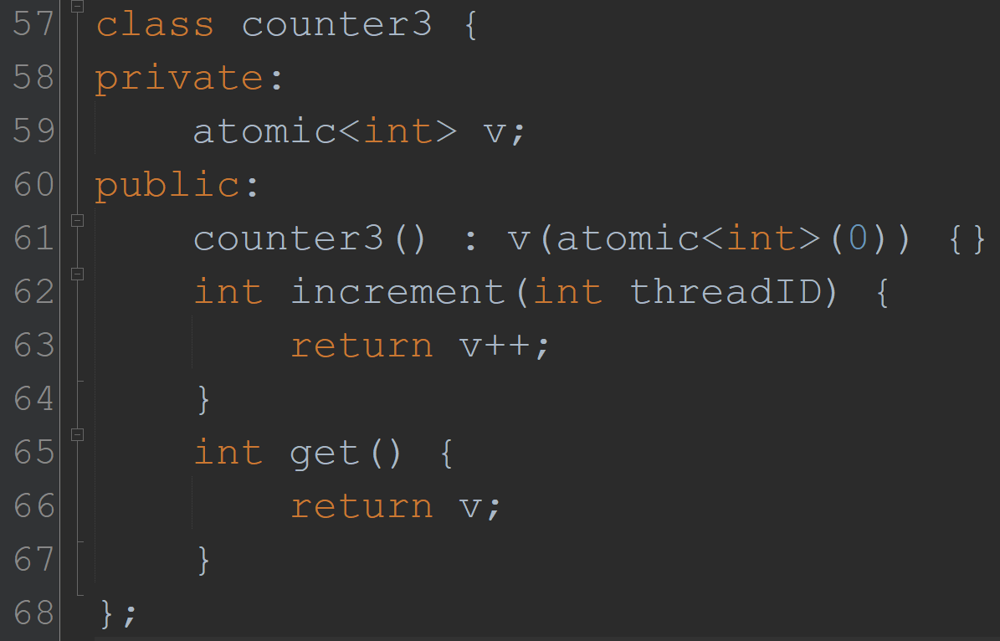 57 class counter3 {
58 private:
59     atomic<int> v;
60 public:
61     counter3() : v(atomic<int>(0)) {}
62     int increment(int threadID) {
63         return v++;
64     }
65     int get() {
66         return v;
67     }
68 };